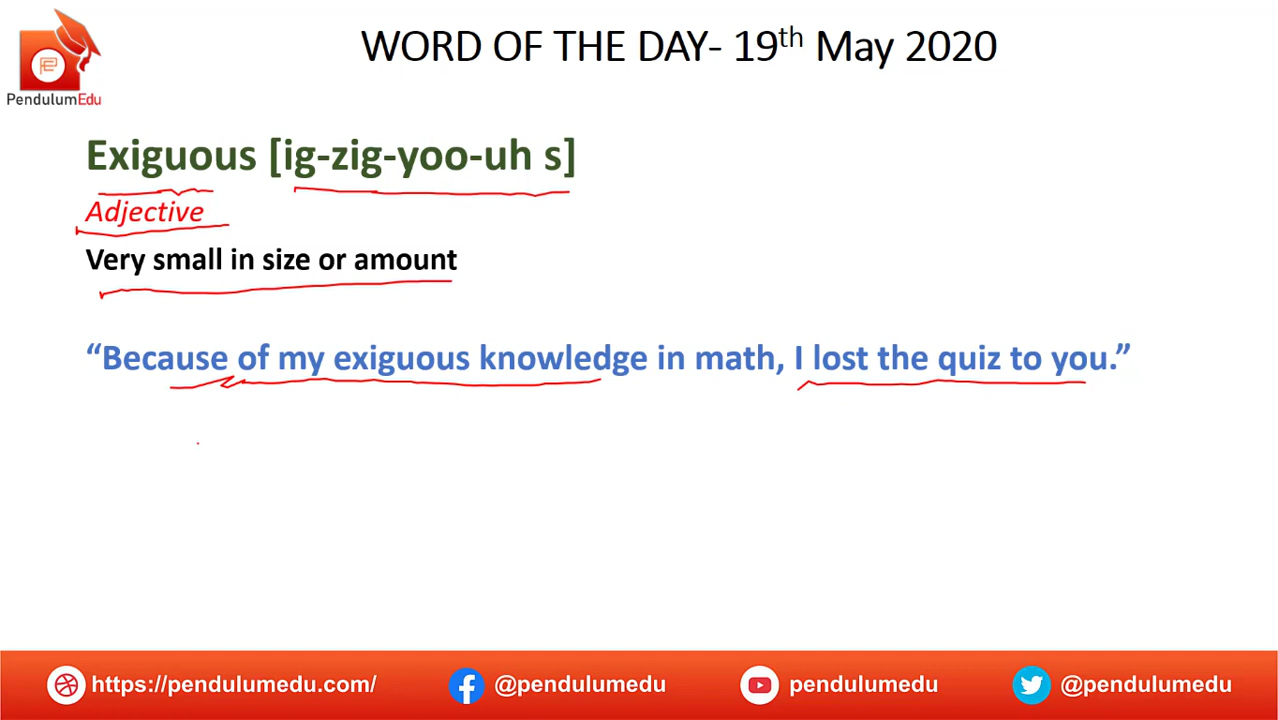 PendulumEdu
WORD OF THE DAY- 19th May 2020
Exiguous [ig-zig-yoo-uh s]
Adjective
Very small in size or amount
“Because of my exiguous knowledge in math, I lost the quiz to you.”
https://pendulumedu.com/ @pendulumedu pendulumedu @pendulumedu